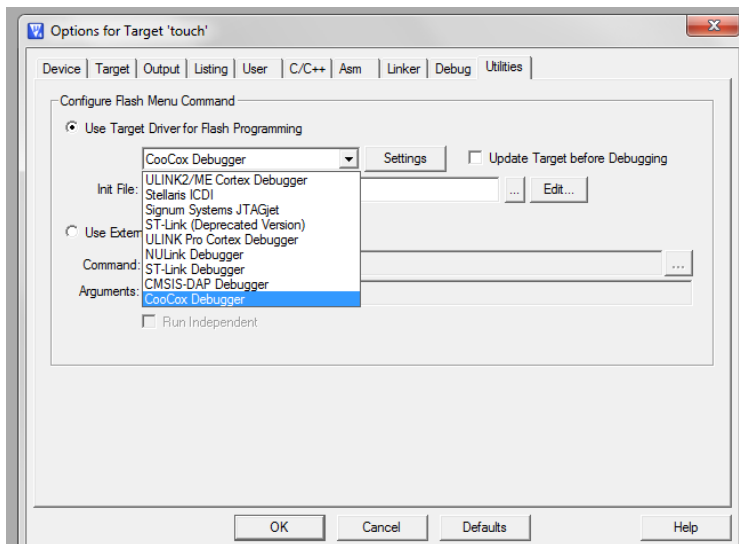 Options for Target 'touch'
Device Target Output Listing User C/C++ Asm Linker Debug Utilities
Configure Flash Menu Command
Use Target Driver for Flash Programming
CooCox Debugger Settings Update Target before Debugging
ULINK2/ME Cortex Debugger
Init File: ... Edit...
Stellaris ICDI
Signum Systems JTAGjet
ST-Link (Deprecated Version)
Use Extern
ULINK Pro Cortex Debugger
NULink Debugger
Command: ...
ST-Link Debugger
CMSIS-DAP Debugger
Arguments:
CooCox Debugger
Run Independent
OK Cancel Defaults Help